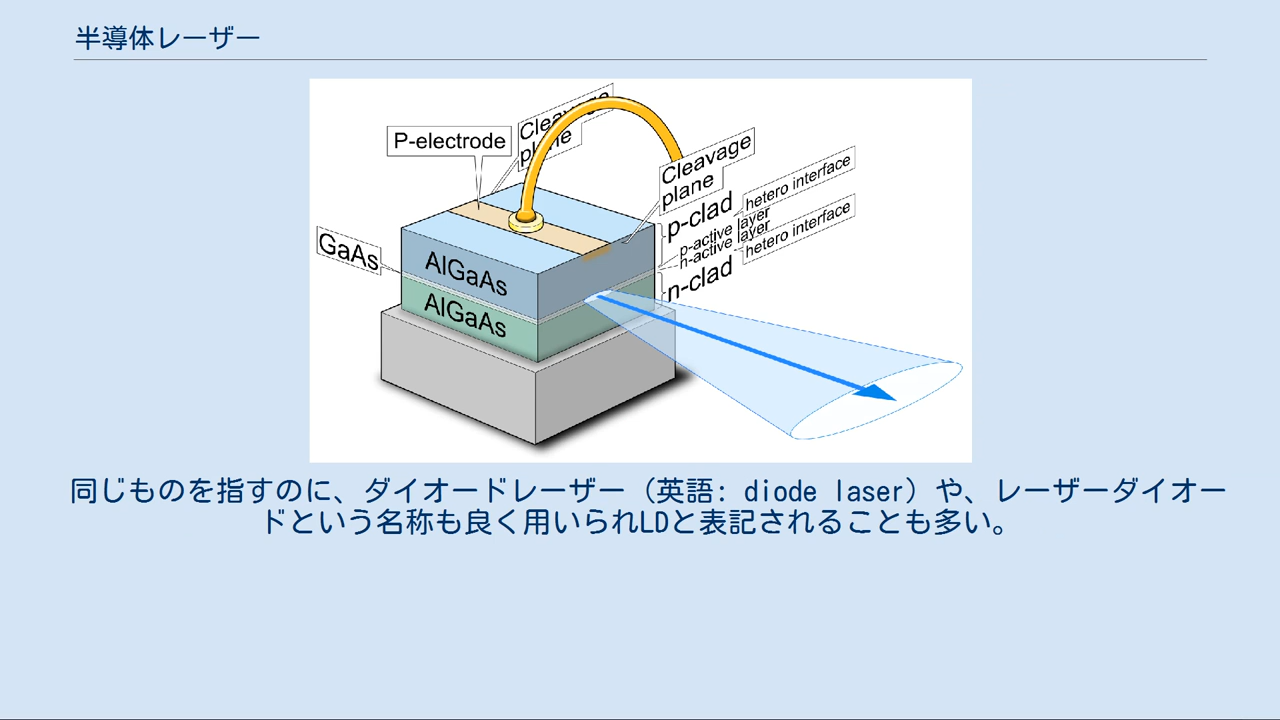 半導体レーザー
P-electrode
Cleavage
plane
Cleavage
plane
p-clad
hetero interface
p-active layer
n-active layer
hetero interface
n-clad
GaAs
AlGaAs
AlGaAs
同じものを指すのに、ダイオードレーザー（英語: diode laser）や、レーザーダイオー
ドという名称も良く用いられLDと表記されることも多い。